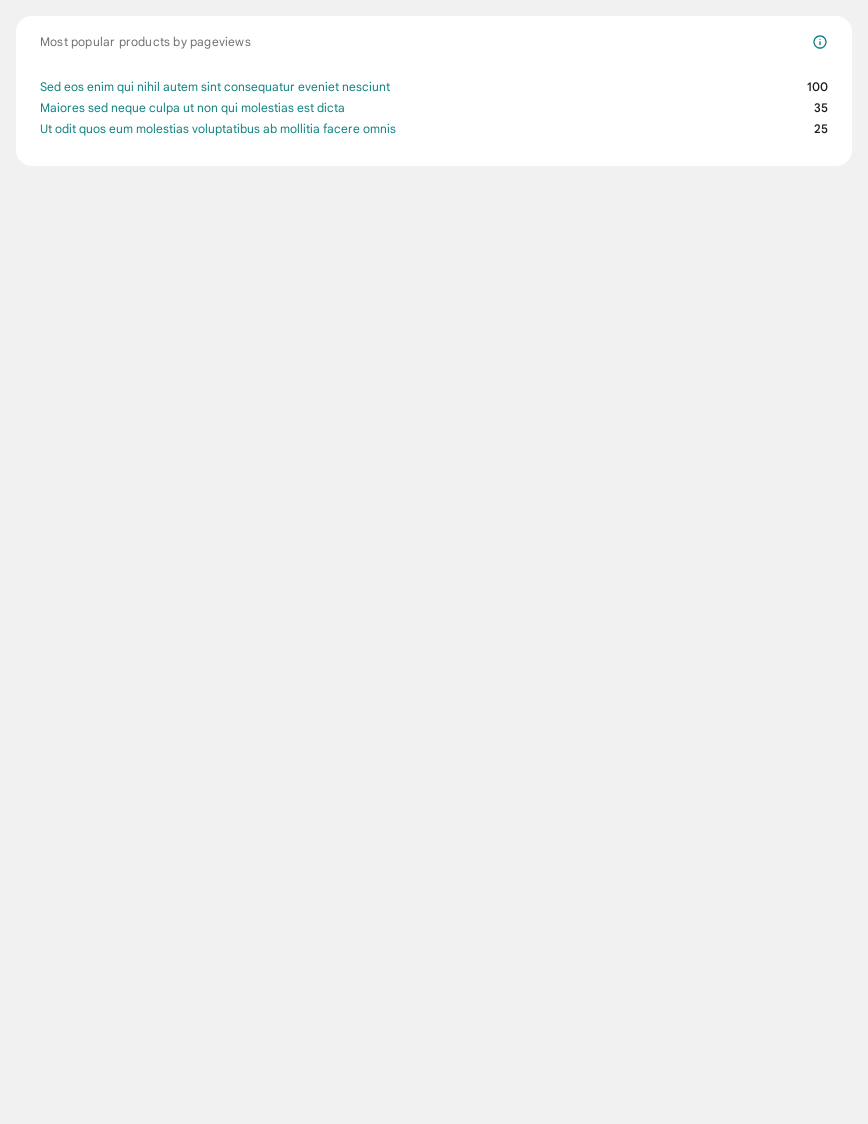 Most popular products by pageviews
Sed eos enim qui nihil autem sint consequatur eveniet nesciunt 100
Maiores sed neque culpa ut non qui molestias est dicta 35
Ut odit quos eum molestias voluptatibus ab mollitia facere omnis 25